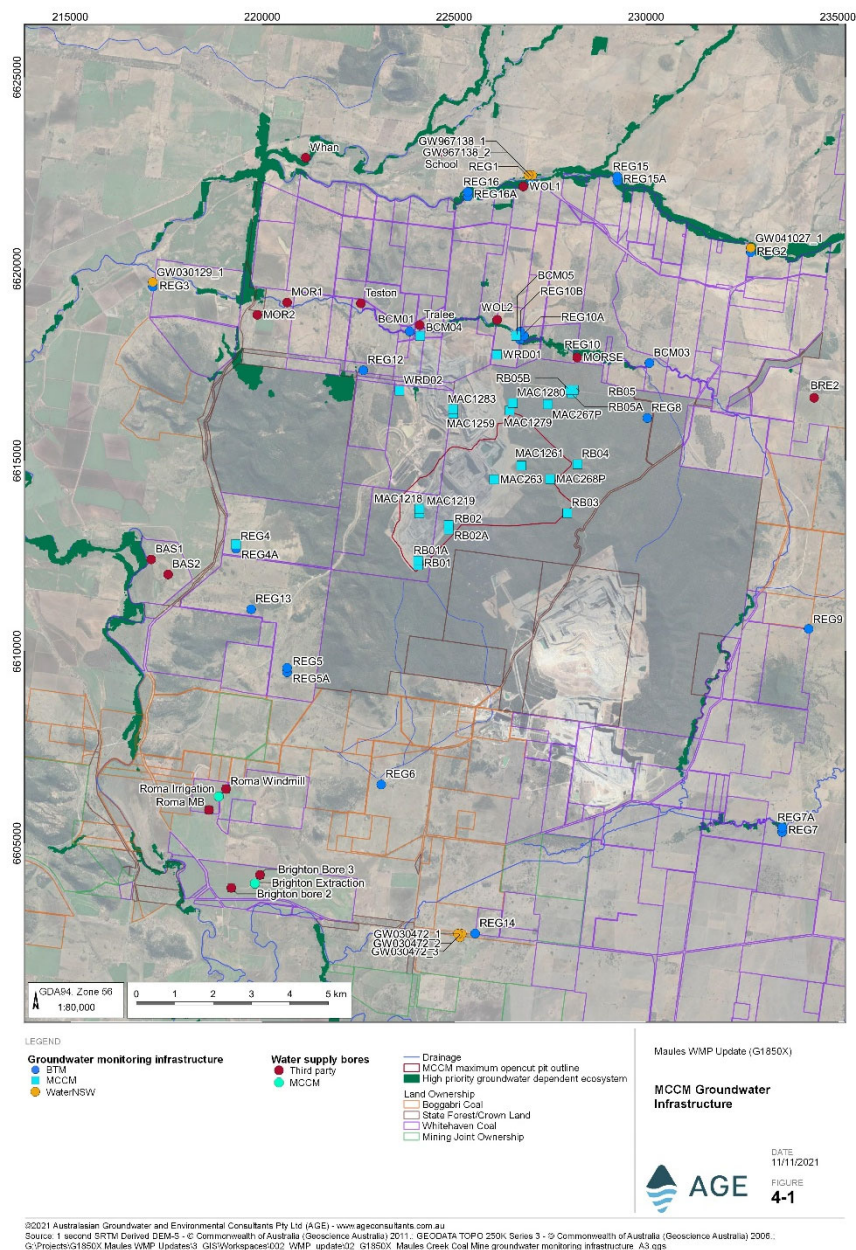 215000
220000
225000
230000
235000
6625000
6620000
6615000
6610000
6605000
GW967138_1
GW967138_2
School
REG1
Whan
REG15
REG15A
REG16
REG16A
WOL1
GW041027_1
REG2
GW030129_1
REG3
BCM05
REG10B
MOR1
Teston
MOR2
BCM01
Tralee
BCM04
WOL2
REG10A
REG10
MORSE
WRD01
BCM03
REG12
WRD02
RB05B
MAC1280
RB05
RB05A
BRE2
MAC1283
MAC1259
MAC1279
MAC267P
REG8
MAC1261
RB04
MAC263
MAC268P
MAC1218
MAC1219
RB03
RB02
RB02A
REG4
REG4A
RB01A
RB01
BAS1
BAS2
REG13
REG9
REG5
REG5A
Roma Windmill
Roma Irrigation
Roma MB
REG6
REG7A
REG7
Brighton Bore 3
Brighton Extraction
Brighton bore 2
GW030472_1
GW030472_2
GW030472_3
REG14
N
GDA94, Zone 56
1:80,000
0 1 2 3 4 5 km
LEGEND
Groundwater monitoring infrastructure
BTM
MCCM
WaterNSW
Water supply bores
Third party
MCCM
Drainage
MCCM maximum opencut pit outline
High priority groundwater dependent ecosystem
Land Ownership
Boggabri Coal
State Forest/Crown Land
Whitehaven Coal
Mining Joint Ownership
Maules WMP Update (G1850X)
MCCM Groundwater
Infrastructure
DATE
11/11/2021
FIGURE
4-1
AGE
©2021 Australasian Groundwater and Environmental Consultants Pty Ltd (AGE) - www.ageconsultants.com.au
Source: 1 second SRTM Derived DEM-S - © Commonwealth of Australia (Geoscience Australia) 2011.; GEODATA TOPO 250K Series 3 - © Commonwealth of Australia (Geoscience Australia) 2006.;
G:\Projects\G1850X.Maules WMP Updates\3_GIS\Workspaces\002_WMP_update\02_G1850X_Maules Creek Coal Mine groundwater monitoring infrastructure_A3.qgs